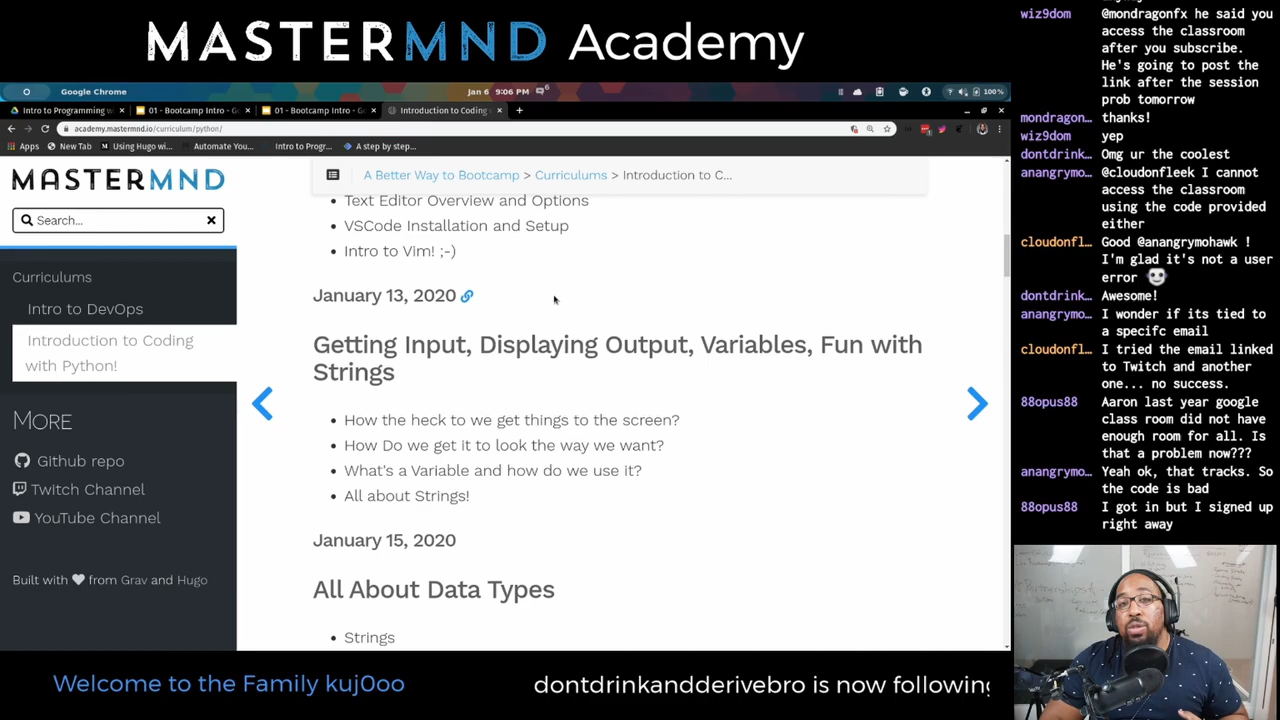 MASTERMND Academy
Google Chrome
Jan 6 9:06 PM
100%
Intro to Programming w
01 - Bootcamp Intro - G
01 - Bootcamp Intro - G
Introduction to Coding
academy.mastermnd.io/curriculum/python/
Apps
New Tab
Using Hugo wi...
Automate You...
Intro to Progr...
A step by step...
MASTERMND
Search...
Curriculums
Intro to DevOps
Introduction to Coding
with Python!
MORE
Github repo
Twitch Channel
YouTube Channel
Built with from Grav and Hugo
A Better Way to Bootcamp > Curriculums > Introduction to C...
Text Editor Overview and Options
VSCode Installation and Setup
Intro to Vim! ;-)
January 13, 2020
Getting Input, Displaying Output, Variables, Fun with
Strings
How the heck to we get things to the screen?
How Do we get it to look the way we want?
What's a Variable and how do we use it?
All about Strings!
January 15, 2020
All About Data Types
Strings
wiz9dom @mondragonfx he said you
access the classroom
after you subscribe.
He's going to post the
link after the session
prob tomorrow
mondragon… thanks!
wiz9dom yep
dontdrink… Omg ur the coolest
anangrymo… @cloudonfleek I cannot
access the classroom
using the code provided
either
cloudonfl… Good @anangrymohawk !
I'm glad it's not a user
error
dontdrink… Awesome!
anangrymo… I wonder if its tied to
a specifc email
cloudonfl… I tried the email linked
to Twitch and another
one... no success.
88opus88 Aaron last year google
class room did not have
enough room for all. Is
that a problem now???
anangrymo… Yeah ok, that tracks. So
the code is bad
88opus88 I got in but I signed up
right away
Welcome to the Family kuj0oo
dontdrinkandderivebro is now following